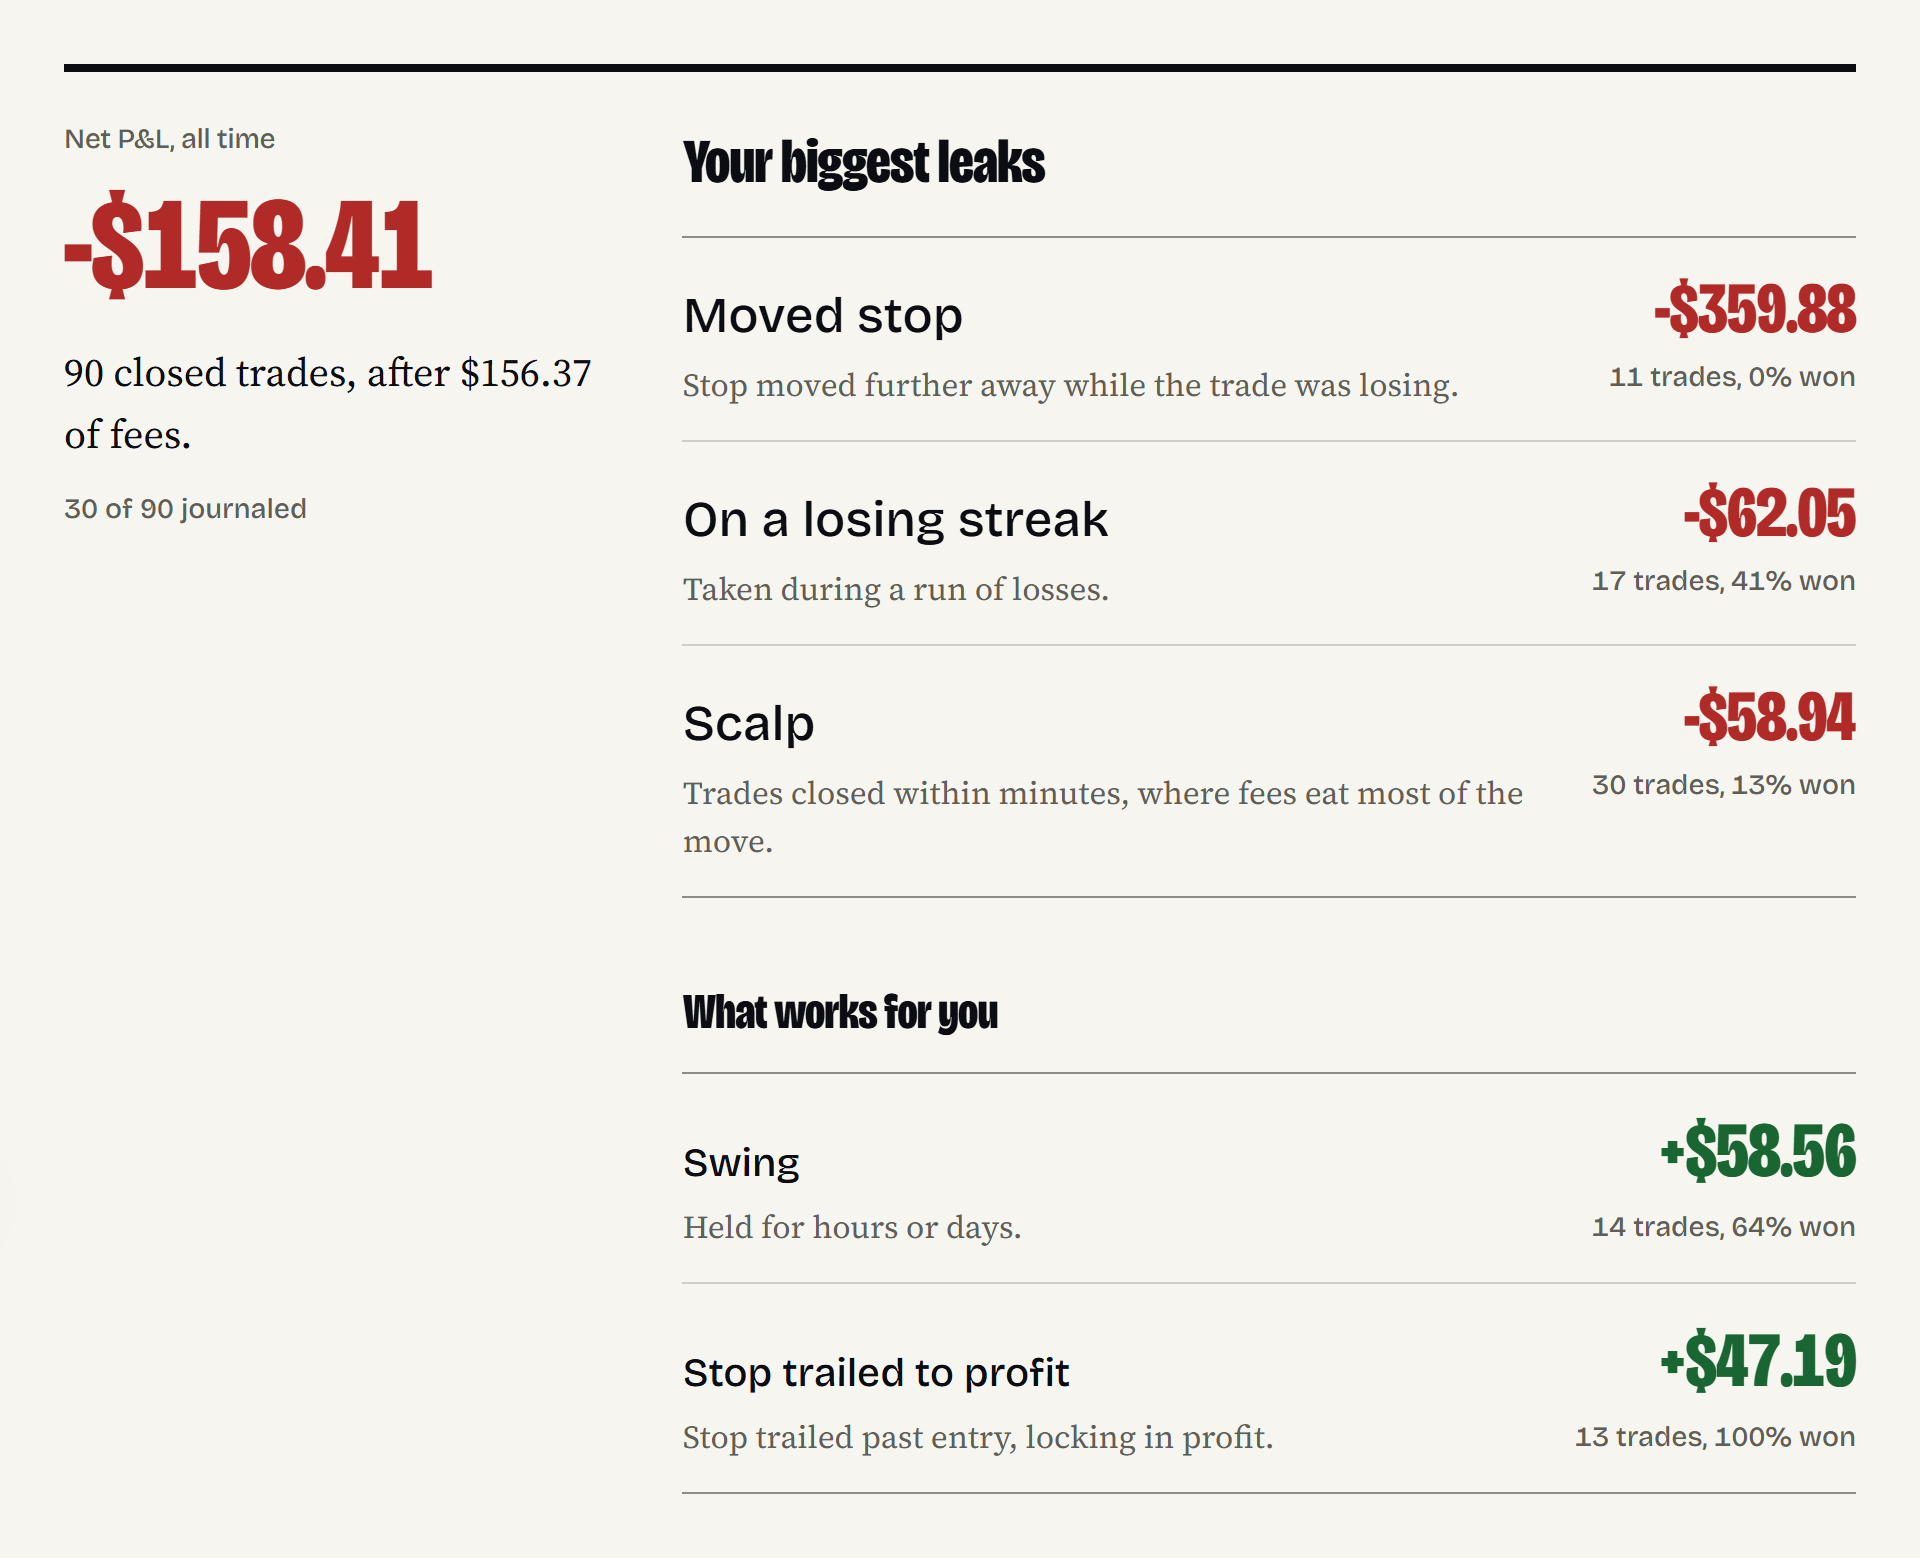 Net P&L, all time
-$158.41
90 closed trades, after $156.37
of fees.
30 of 90 journaled
Your biggest leaks
Moved stop
-$359.88
Stop moved further away while the trade was losing.
11 trades, 0% won
On a losing streak
-$62.05
Taken during a run of losses.
17 trades, 41% won
Scalp
-$58.94
Trades closed within minutes, where fees eat most of the
move.
30 trades, 13% won
What works for you
Swing
+$58.56
Held for hours or days.
14 trades, 64% won
Stop trailed to profit
+$47.19
Stop trailed past entry, locking in profit.
13 trades, 100% won